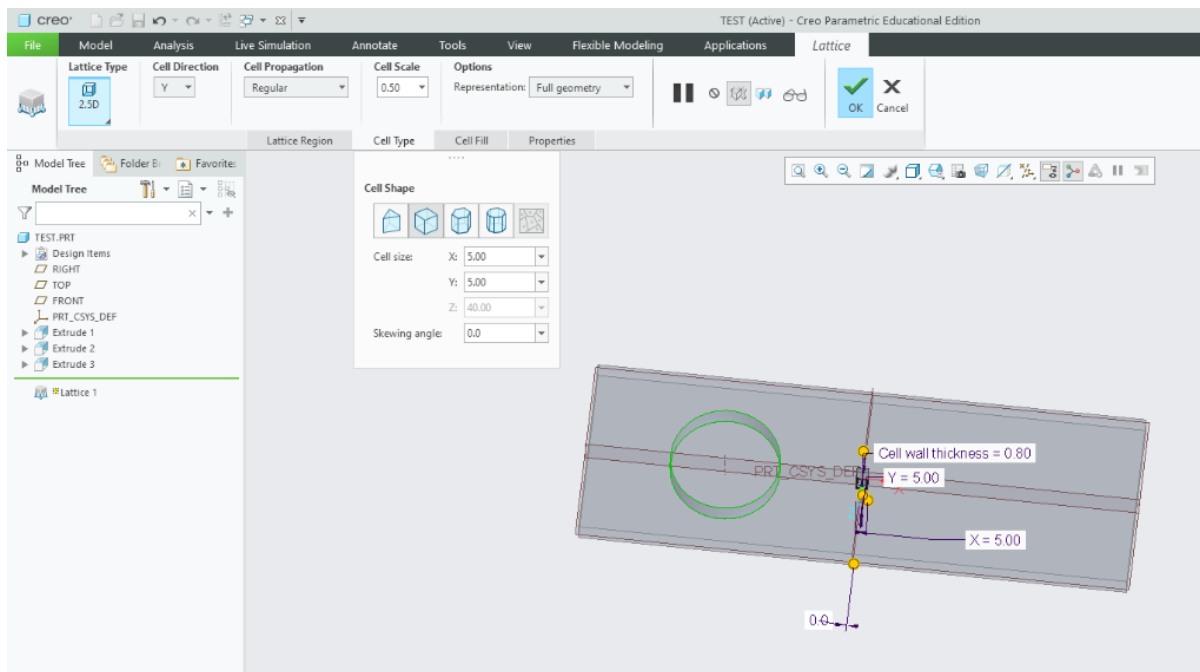 creo®
TEST (Active) - Creo Parametric Educational Edition
File Model Analysis Live Simulation Annotate Tools View Flexible Modeling Applications Lattice
Lattice Type Cell Direction Cell Propagation Cell Scale Options
2.5D Y Regular 0.50 Representation: Full geometry OK Cancel
Lattice Region Cell Type Cell Fill Properties
Model Tree Folder B Favorites
Model Tree
TEST.PRT
Design Items
RIGHT
TOP
FRONT
PRT_CSYS_DEF
Extrude 1
Extrude 2
Extrude 3
Lattice 1
Cell Shape
Cell size: X: 5.00
Y: 5.00
Z: 40.00
Skewing angle: 0.0
Cell wall thickness = 0.80
PRT_CSYS_DEF
Y = 5.00
X
X = 5.00
0.0